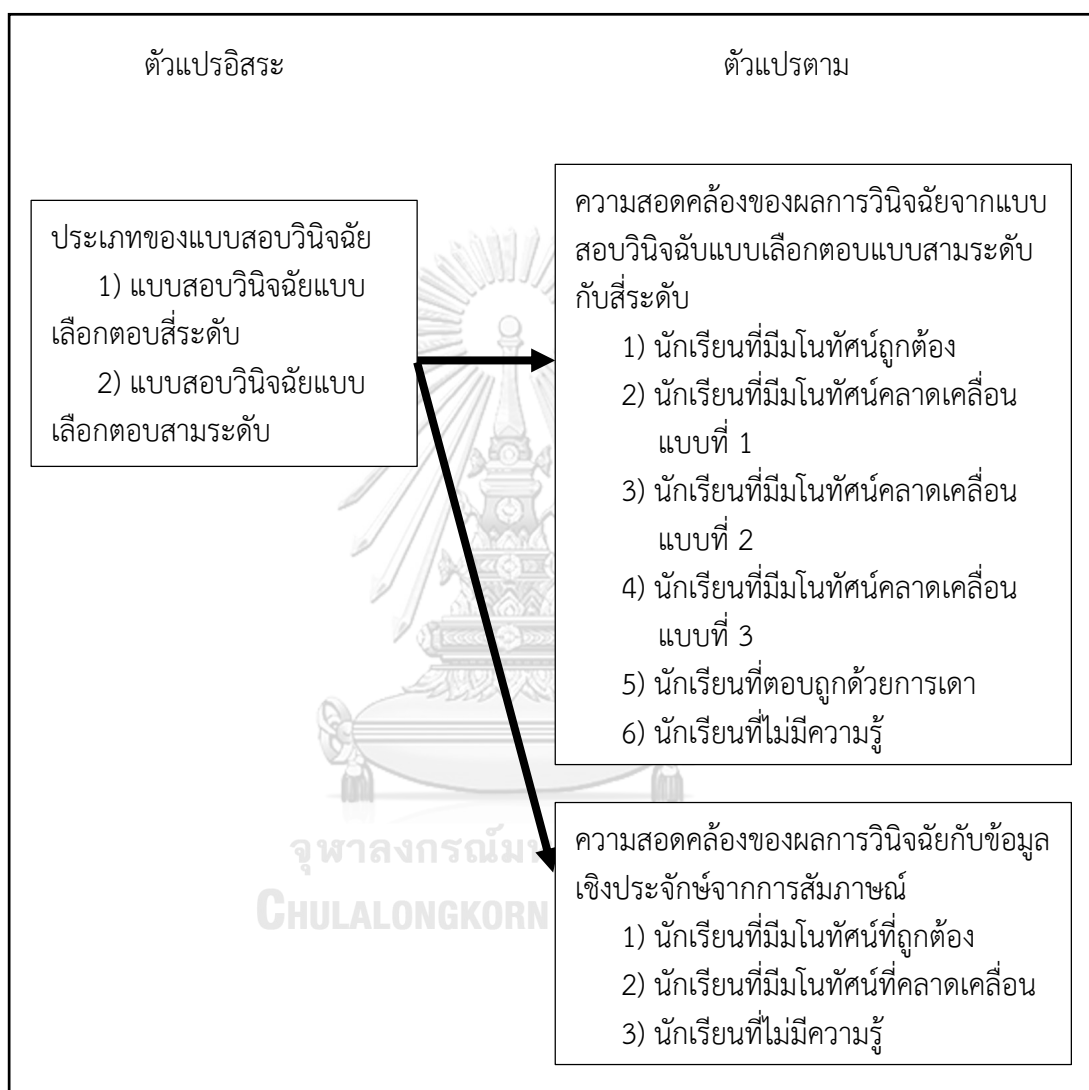 ตัวแปรอิสระ
ตัวแปรตาม
ประเภทของแบบสอบวินิจฉัย
1) แบบสอบวินิจฉัยแบบ
เลือกตอบสี่ระดับ
2) แบบสอบวินิจฉัยแบบ
เลือกตอบสามระดับ
ความสอดคล้องของผลการวินิจฉัยจากแบบ
สอบวินิจฉับแบบเลือกตอบแบบสามระดับ
กับสี่ระดับ
1) นักเรียนที่มีมโนทัศน์ถูกต้อง
2) นักเรียนที่มีมโนทัศน์คลาดเคลื่อน
แบบที่ 1
3) นักเรียนที่มีมโนทัศน์คลาดเคลื่อน
แบบที่ 2
4) นักเรียนที่มีมโนทัศน์คลาดเคลื่อน
แบบที่ 3
5) นักเรียนที่ตอบถูกด้วยการเดา
6) นักเรียนที่ไม่มีความรู้
ความสอดคล้องของผลการวินิจฉัยกับข้อมูล
เชิงประจักษ์จากการสัมภาษณ์
1) นักเรียนที่มีมโนทัศน์ที่ถูกต้อง
2) นักเรียนที่มีมโนทัศน์ที่คลาดเคลื่อน
3) นักเรียนที่ไม่มีความรู้
จุฬาลงกรณ์ม
CHULALONGKORN